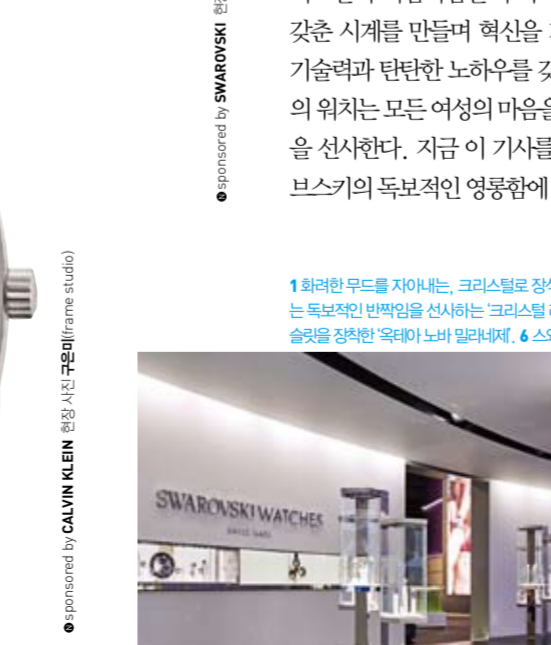 갖춘 시계를 만들며 혁신을
기술력과 탄탄한 노하우를
의 워치는 모든 여성의 마음을
을 선사한다. 지금 이 기사를
브스키의 독보적인 영롱함에
sponsored by SWAROVSKI
sponsored by CALVIN KLEIN 현장 사진 구은미(frame studio)
1 화려한 무드를 자아내는, 크리스털로
는 독보적인 반짝임을 선사하는 '크리스털
슬릿을 장착한 '옥테아 노바 밀라네제'. 6
SWAROVSKI WATCHES
SWISS MADE